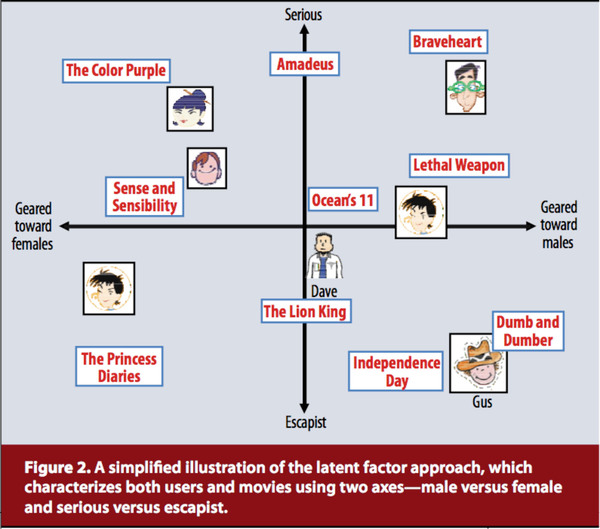 Serious
Braveheart
Amadeus
The Color Purple
Lethal Weapon
Sense and
Sensibility
Ocean's 11
Geared
toward
females
Geared
toward
males
Dave
The Lion King
Dumb and
Dumber
The Princess
Diaries
Independence
Day
Gus
Escapist
Figure 2. A simplified illustration of the latent factor approach, which
characterizes both users and movies using two axes—male versus female
and serious versus escapist.